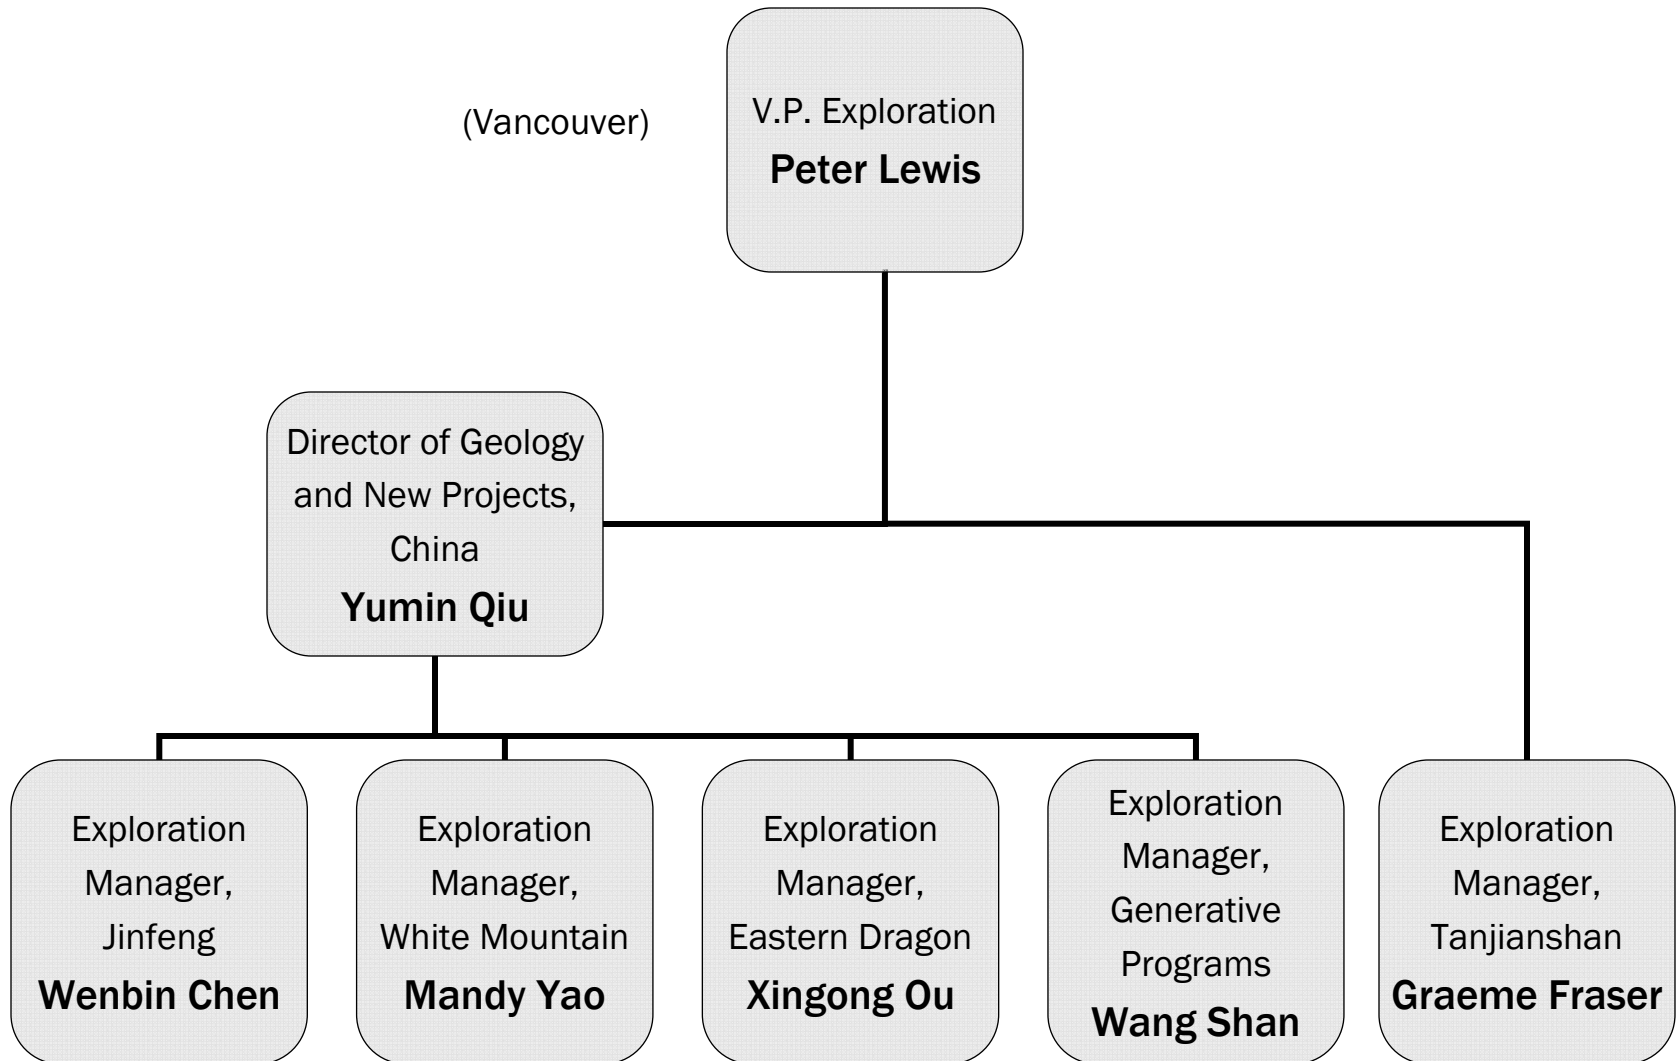 (Vancouver)
V.P. Exploration
Peter Lewis
Director of Geology
and New Projects,
China
Yumin Qiu
Exploration
Manager,
Jinfeng
Wenbin Chen
Exploration
Manager,
White Mountain
Mandy Yao
Exploration
Manager,
Eastern Dragon
Xingong Ou
Exploration
Manager,
Generative
Programs
Wang Shan
Exploration
Manager,
Tanjianshan
Graeme Fraser